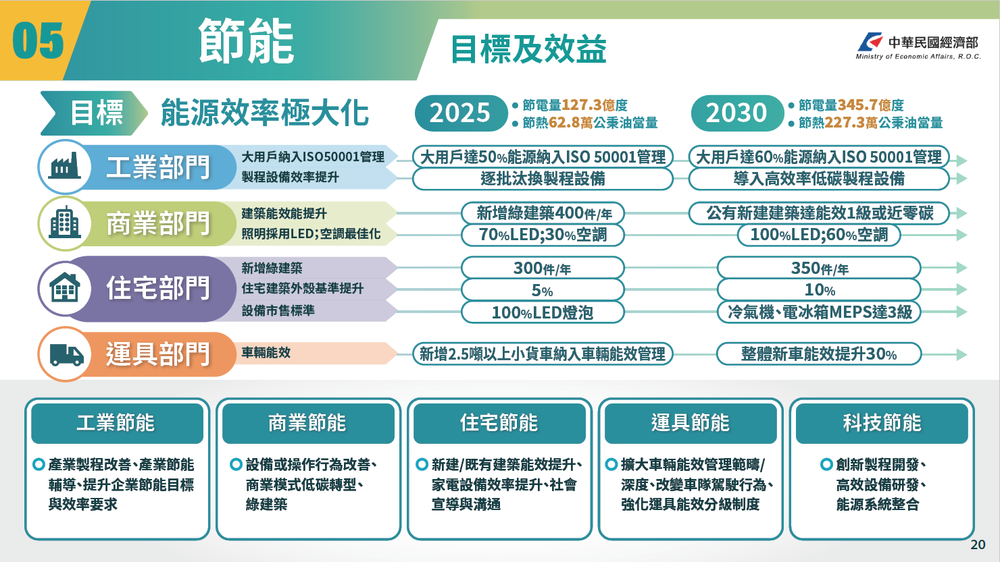 05
節能
目標及效益
中華民國經濟部
Ministry of Economic Affairs, R.O.C.
目標
能源效率極大化
2025
• 節電量127.3億度
• 節熱62.8萬公秉油當量
2030
• 節電量345.7億度
• 節熱227.3萬公秉油當量
工業部門
大用戶納入ISO50001管理
大用戶達50%能源納入ISO 50001管理
大用戶達60%能源納入ISO 50001管理
製程設備效率提升
逐批汰換製程設備
導入高效率低碳製程設備
商業部門
建築能效能提升
新增綠建築400件/年
公有新建建築達能效1級或近零碳
照明採用LED;空調最佳化
70%LED;30%空調
100%LED;60%空調
住宅部門
新增綠建築
300件/年
350件/年
住宅建築外殼基準提升
5%
10%
設備市售標準
100%LED燈泡
冷氣機、電冰箱MEPS達3級
運具部門
車輛能效
新增2.5噸以上小貨車納入車輛能效管理
整體新車能效提升30%
工業節能
產業製程改善、產業節能
輔導、提升企業節能目標
與效率要求
商業節能
設備或操作行為改善、
商業模式低碳轉型、
綠建築
住宅節能
新建/既有建築能效提升、
家電設備效率提升、社會
宣導與溝通
運具節能
擴大車輛能效管理範疇/
深度、改變車隊駕駛行為、
強化運具能效分級制度
科技節能
創新製程開發、
高效設備研發、
能源系統整合
20